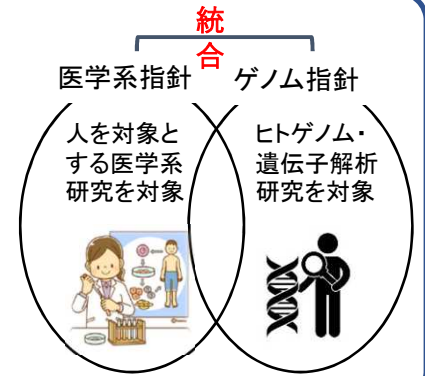 統合
医学系指針
ゲノム指針
人を対象と
する医学系
研究を対象
ヒトゲノム・
遺伝子解析
研究を対象